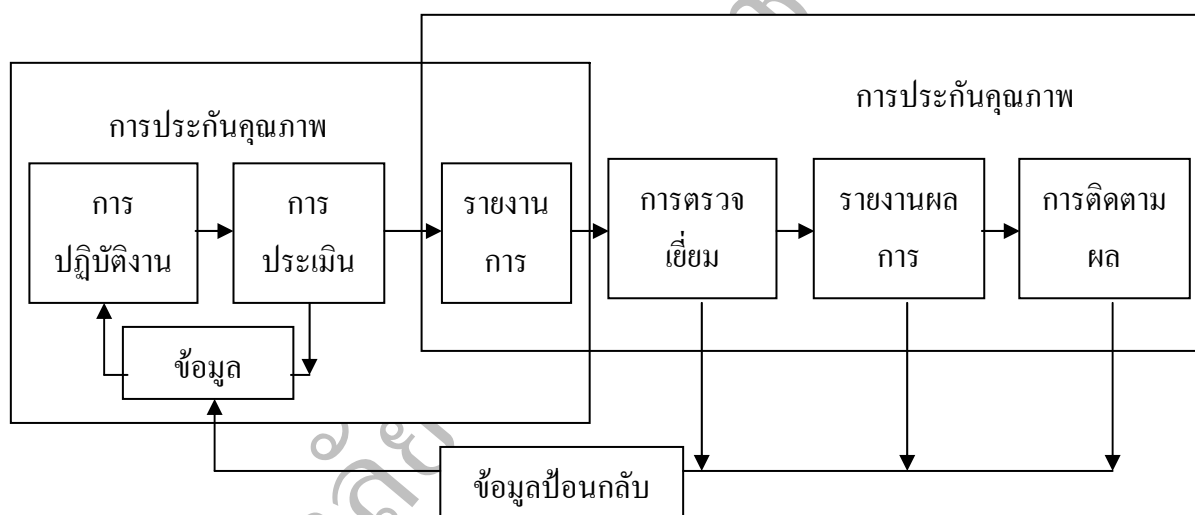 การประกันคุณภาพ
การประกันคุณภาพ
การ
ปฏิบัติงาน
การ
ประเมิน
รายงาน
การ
การตรวจ
เยี่ยม
รายงานผล
การ
การติดตาม
ผล
ข้อมูล
ข้อมูลป้อนกลับ